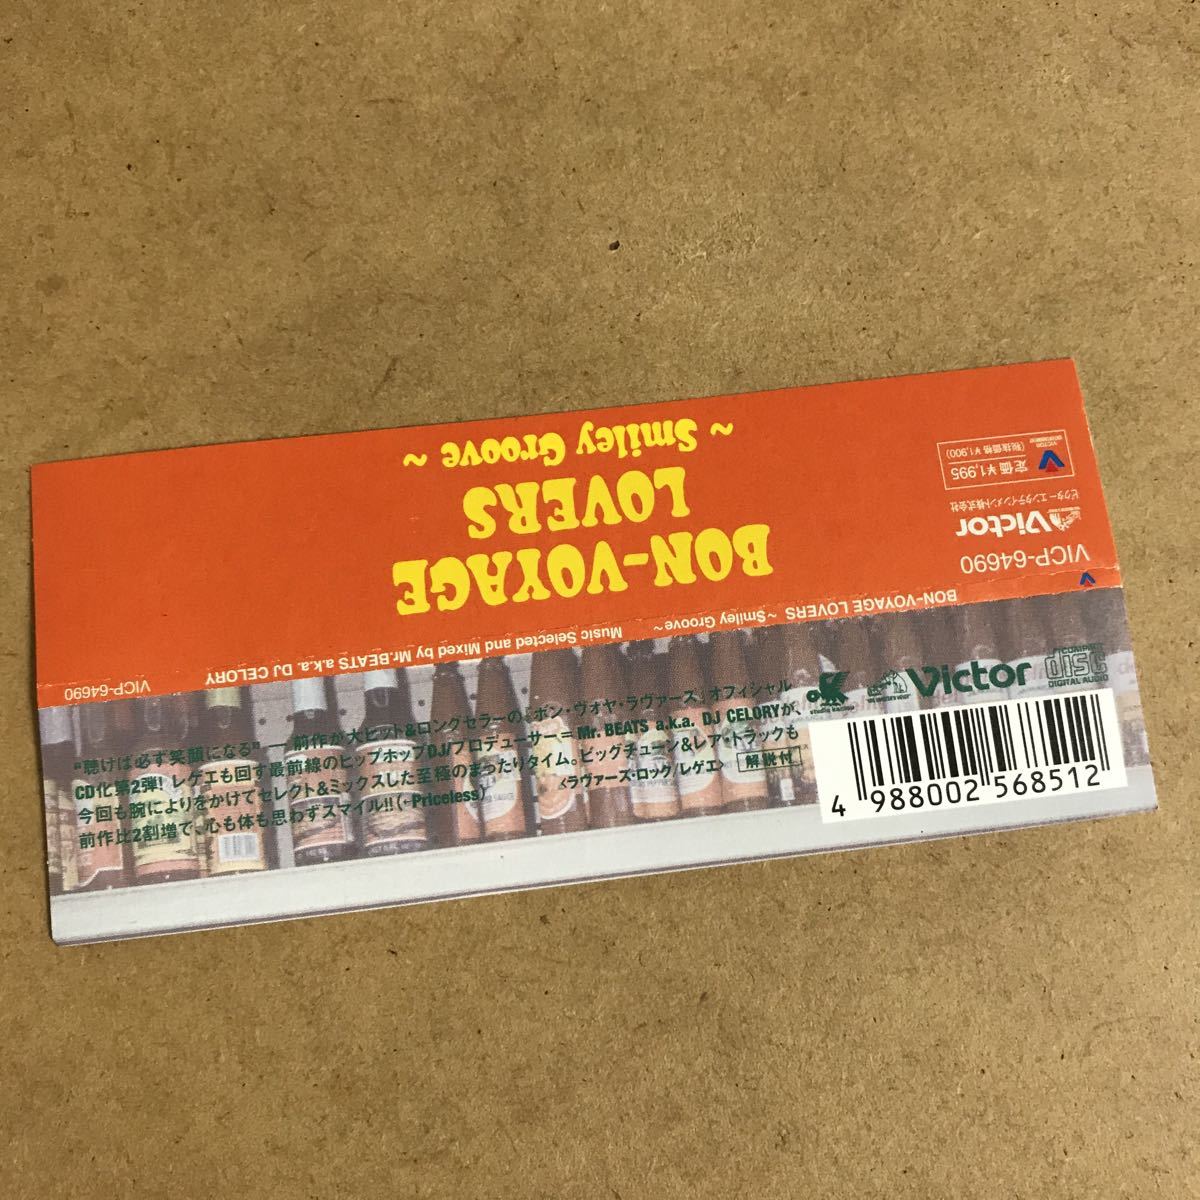 BON-VOYAGE
LOVERS
~ Smiley Groove ~
VICP-64690
Victor
ビクターエンタテインメント株式会社
定価 ¥1,995
(税抜価格 ¥1,900)
VICTOR
ENTERTAINMENT
BON-VOYAGE LOVERS ~Smiley Groove~
Music Selected and Mixed by Mr.BEATS a.k.a. DJ CELORY
VICP-64690
“聴けば必ず笑顔になる” ― 前作が大ヒット&ロングセラーの『ボン・ヴォヤ・ラヴァース』オフィシャル
CD化第2弾! レゲエも回す最前線のヒップホップDJ/プロデューサー=Mr. BEATS a.k.a. DJ CELORYが、
今回も腕によりをかけてセレクト&ミックスした至極のまったりタイム。ビッグチューン&レア・トラックも
前作比2割増で、心も体も思わずスマイル!!(←Priceless)
<ラヴァーズ・ロック/レゲエ>
解説付
Victor
COMPACT
disc
DIGITAL AUDIO
4 988002 568512